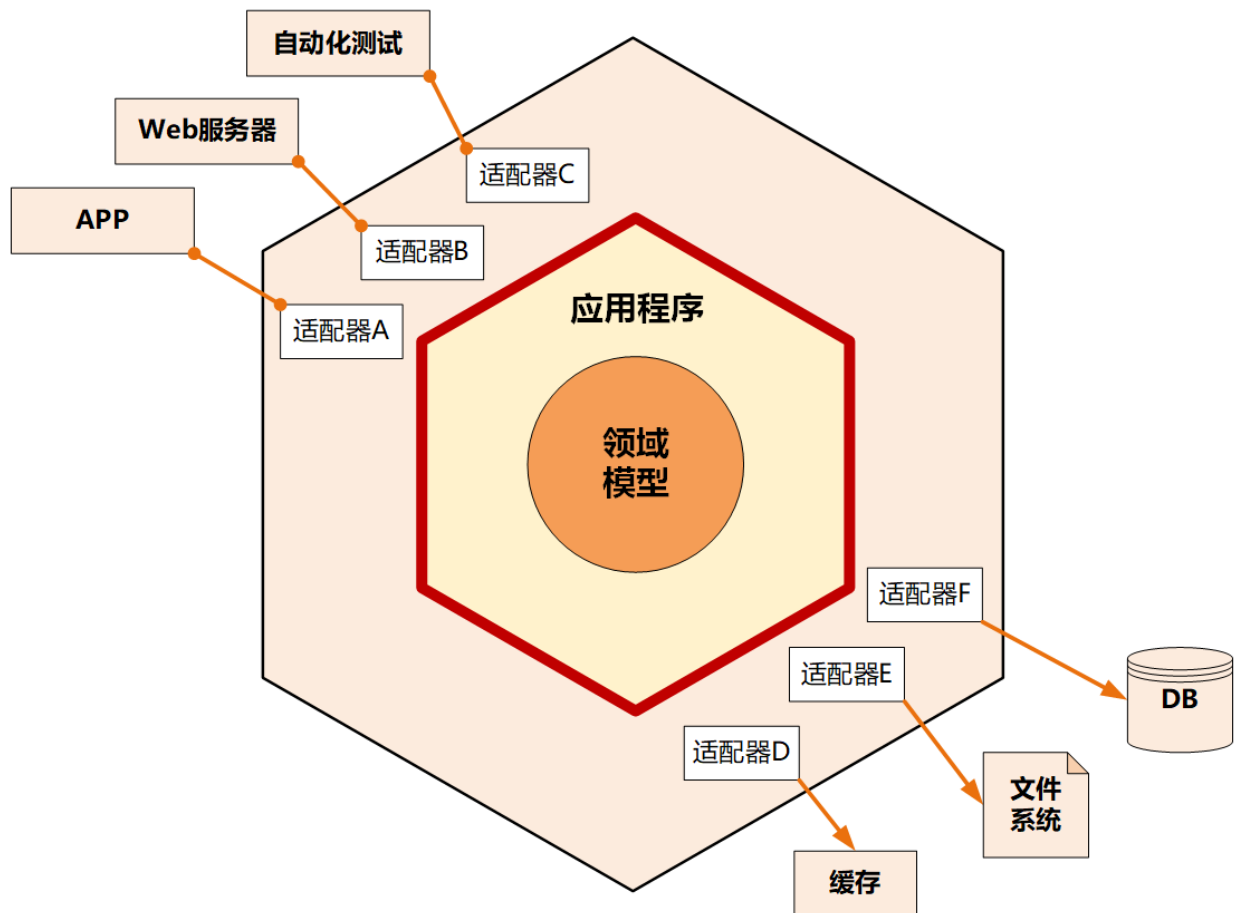 自动化测试
Web服务器
适配器C
APP
适配器B
适配器A
应用程序
领域
模型
适配器F
适配器E
DB
适配器D
文件
系统
缓存